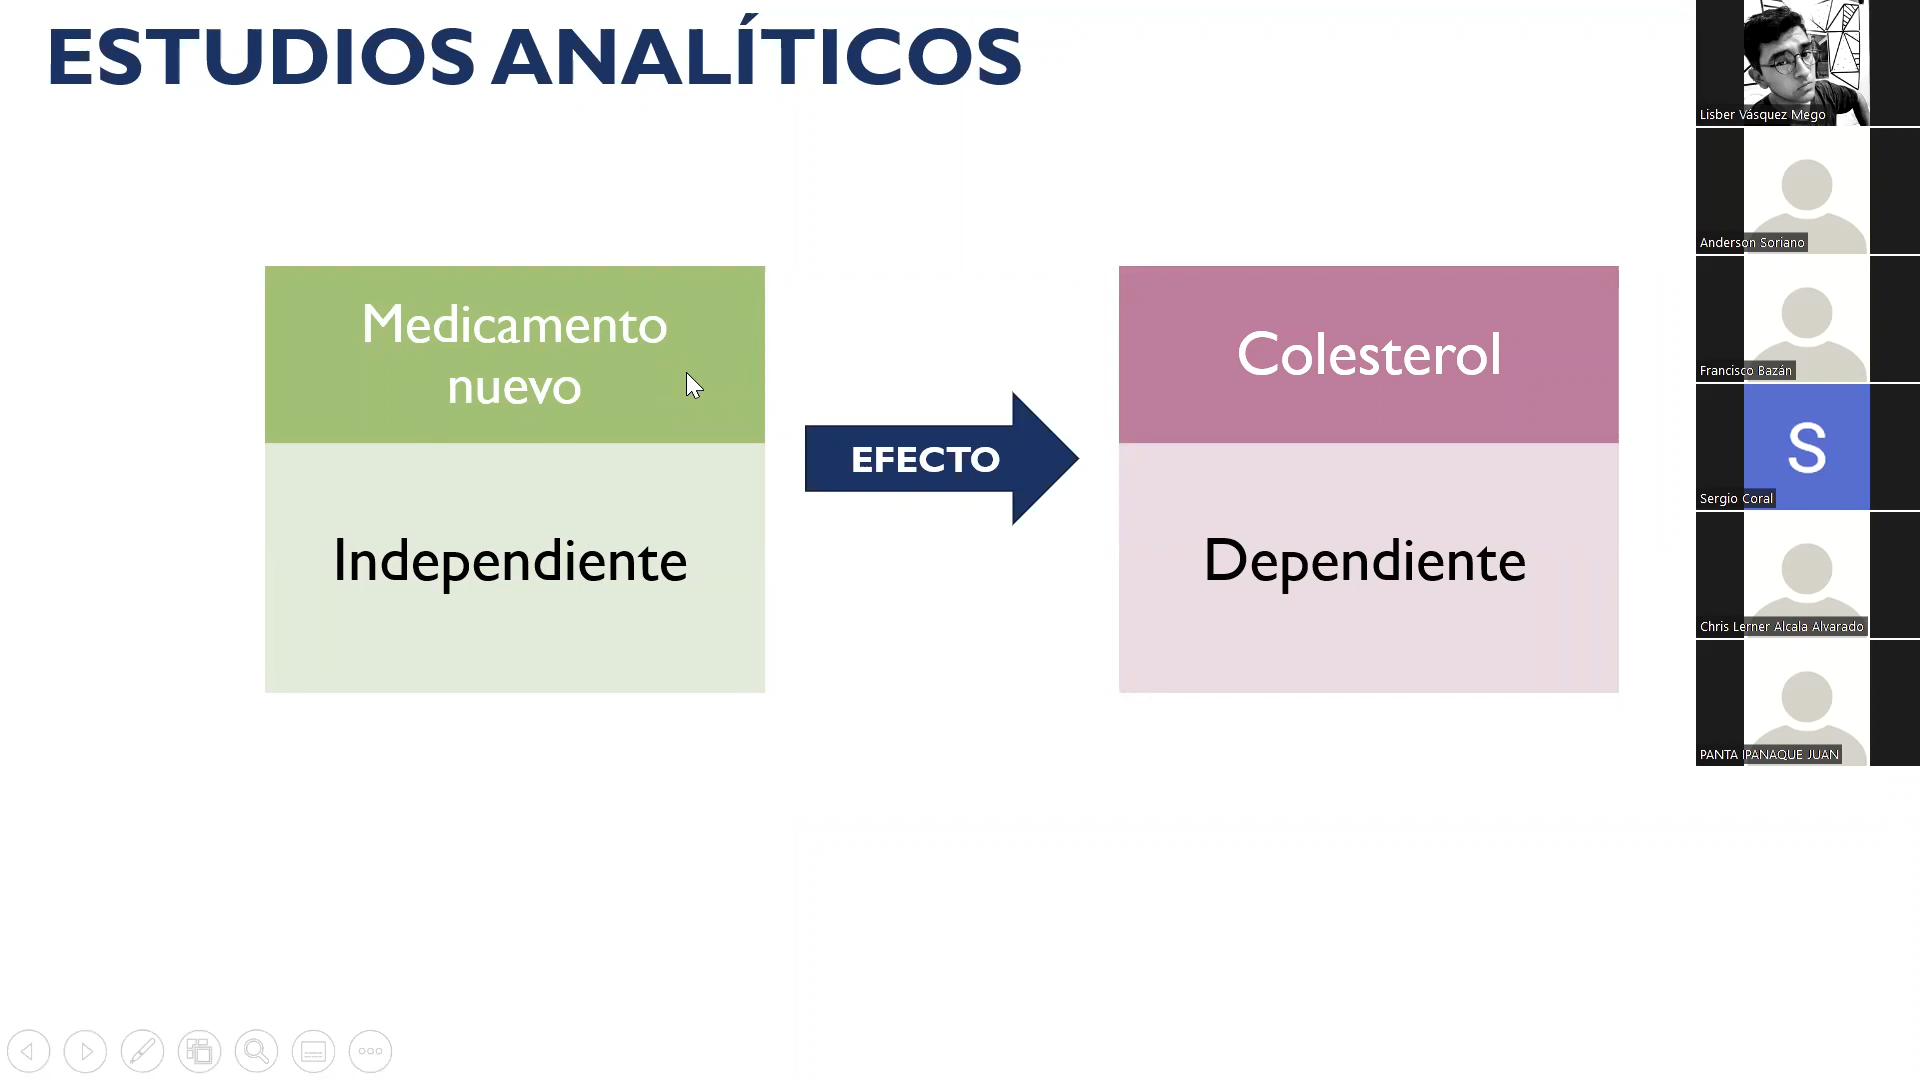 ESTUDIOS ANALÍTICOS
Medicamento
nuevo
Independiente
EFECTO
Colesterol
Dependiente
Lisber Vásquez Mego
Anderson Soriano
Francisco Bazán
S
Sergio Coral
Chris Lerner Alcala Alvarado
PANTA IPANAQUE JUAN